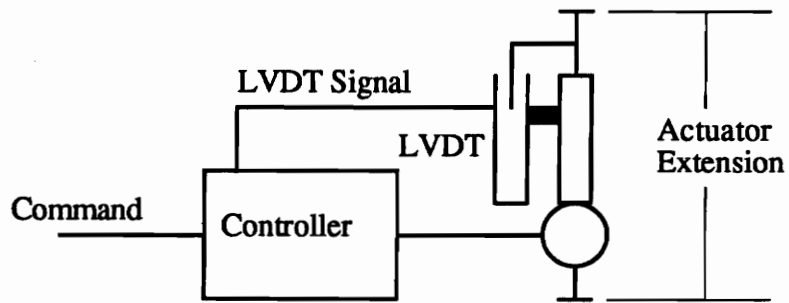 LVDT Signal
LVDT
Actuator
Extension
Command
Controller